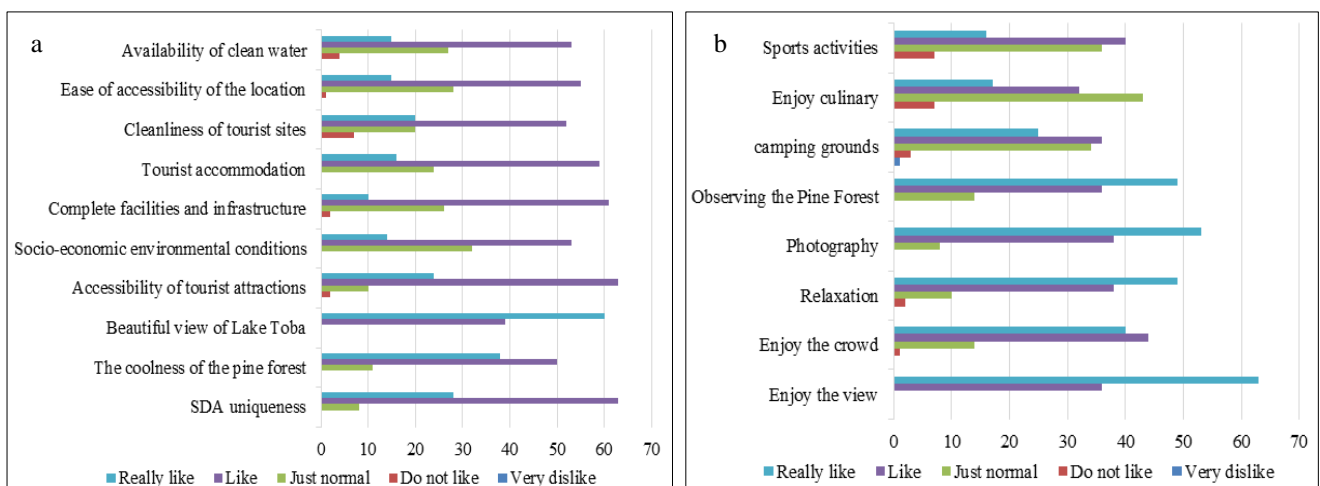 a
Availability of clean water
Ease of accessibility of the location
Cleanliness of tourist sites
Tourist accommodation
Complete facilities and infrastructure
Socio-economic environmental conditions
Accessibility of tourist attractions
Beautiful view of Lake Toba
The coolness of the pine forest
SDA uniqueness
0 10 20 30 40 50 60 70
Really like Like Just normal Do not like Very dislike
b
Sports activities
Enjoy culinary
camping grounds
Observing the Pine Forest
Photography
Relaxation
Enjoy the crowd
Enjoy the view
0 10 20 30 40 50 60 70
Really like Like Just normal Do not like Very dislike